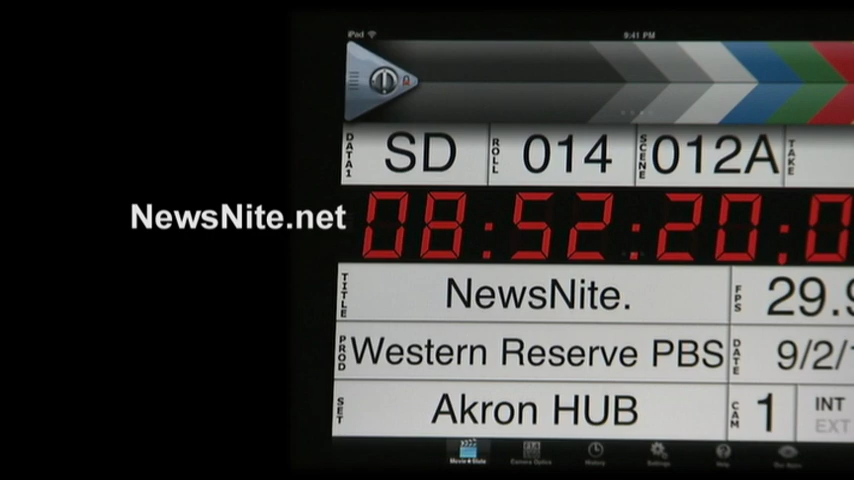 iPad 9:41 PM
DATA1 SD ROLL 014 SCENE 012A TAKE
NewsNite.net
08:52:20;0
TITLE NewsNite. FPS 29.9
PROD Western Reserve PBS DATE 9/2/1
SET Akron HUB CAM 1 INT
EXT
Movie★Slate Camera Optics History Settings Help